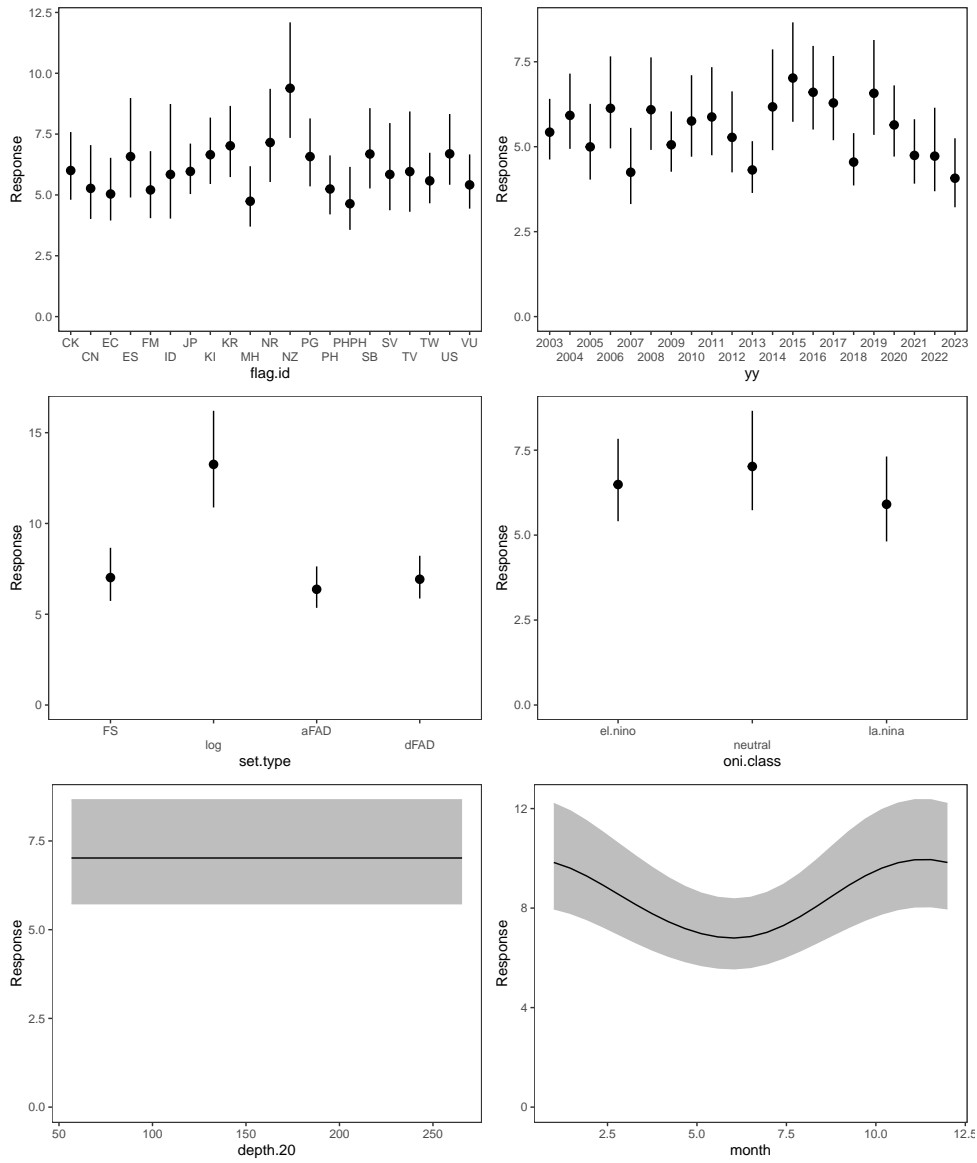 12.5
10.0
7.5
5.0
2.5
0.0
Response
CK EC FM JP KR NR PG PHPH SV TW VU
CN ES ID KI MH NZ PH SB TV US
flag.id
7.5
5.0
2.5
0.0
Response
2003 2005 2007 2009 2011 2013 2015 2017 2019 2021 2023
2004 2006 2008 2010 2012 2014 2016 2018 2020 2022
yy
15
10
5
0
Response
FS aFAD
log dFAD
set.type
7.5
5.0
2.5
0.0
Response
el.nino la.nina
neutral
oni.class
7.5
5.0
2.5
0.0
Response
50 100 150 200 250
depth.20
12
8
4
0
Response
2.5 5.0 7.5 10.0 12.5
month